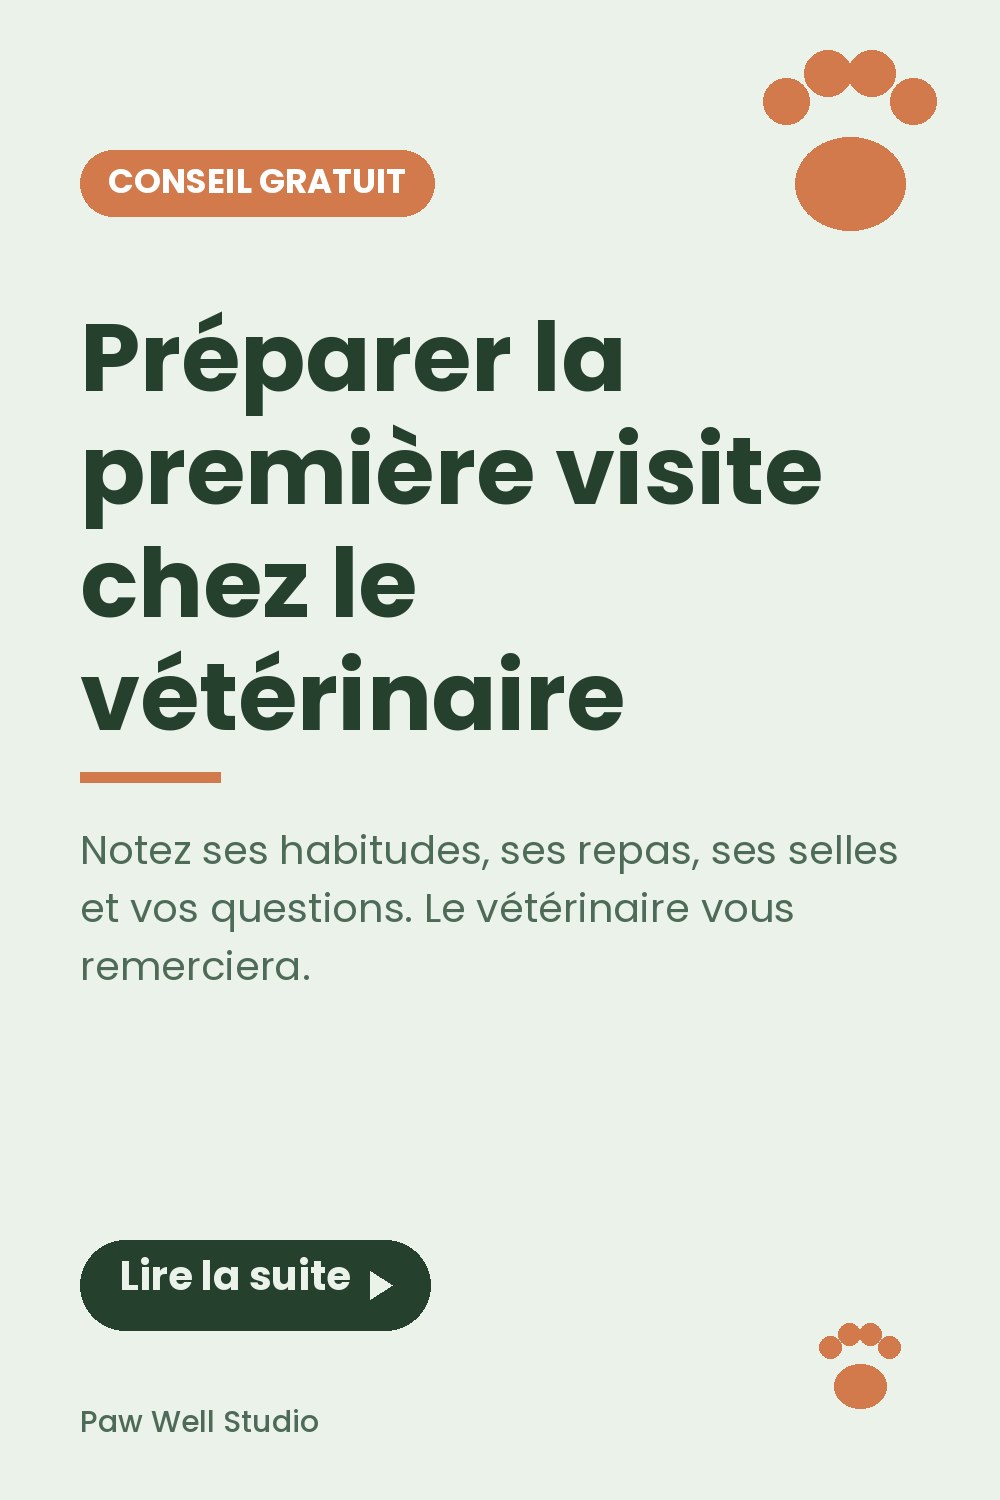 CONSEIL GRATUIT
Préparer la
première visite
chez le
vétérinaire
Notez ses habitudes, ses repas, ses selles
et vos questions. Le vétérinaire vous
remerciera.
Lire la suite
Paw Well Studio